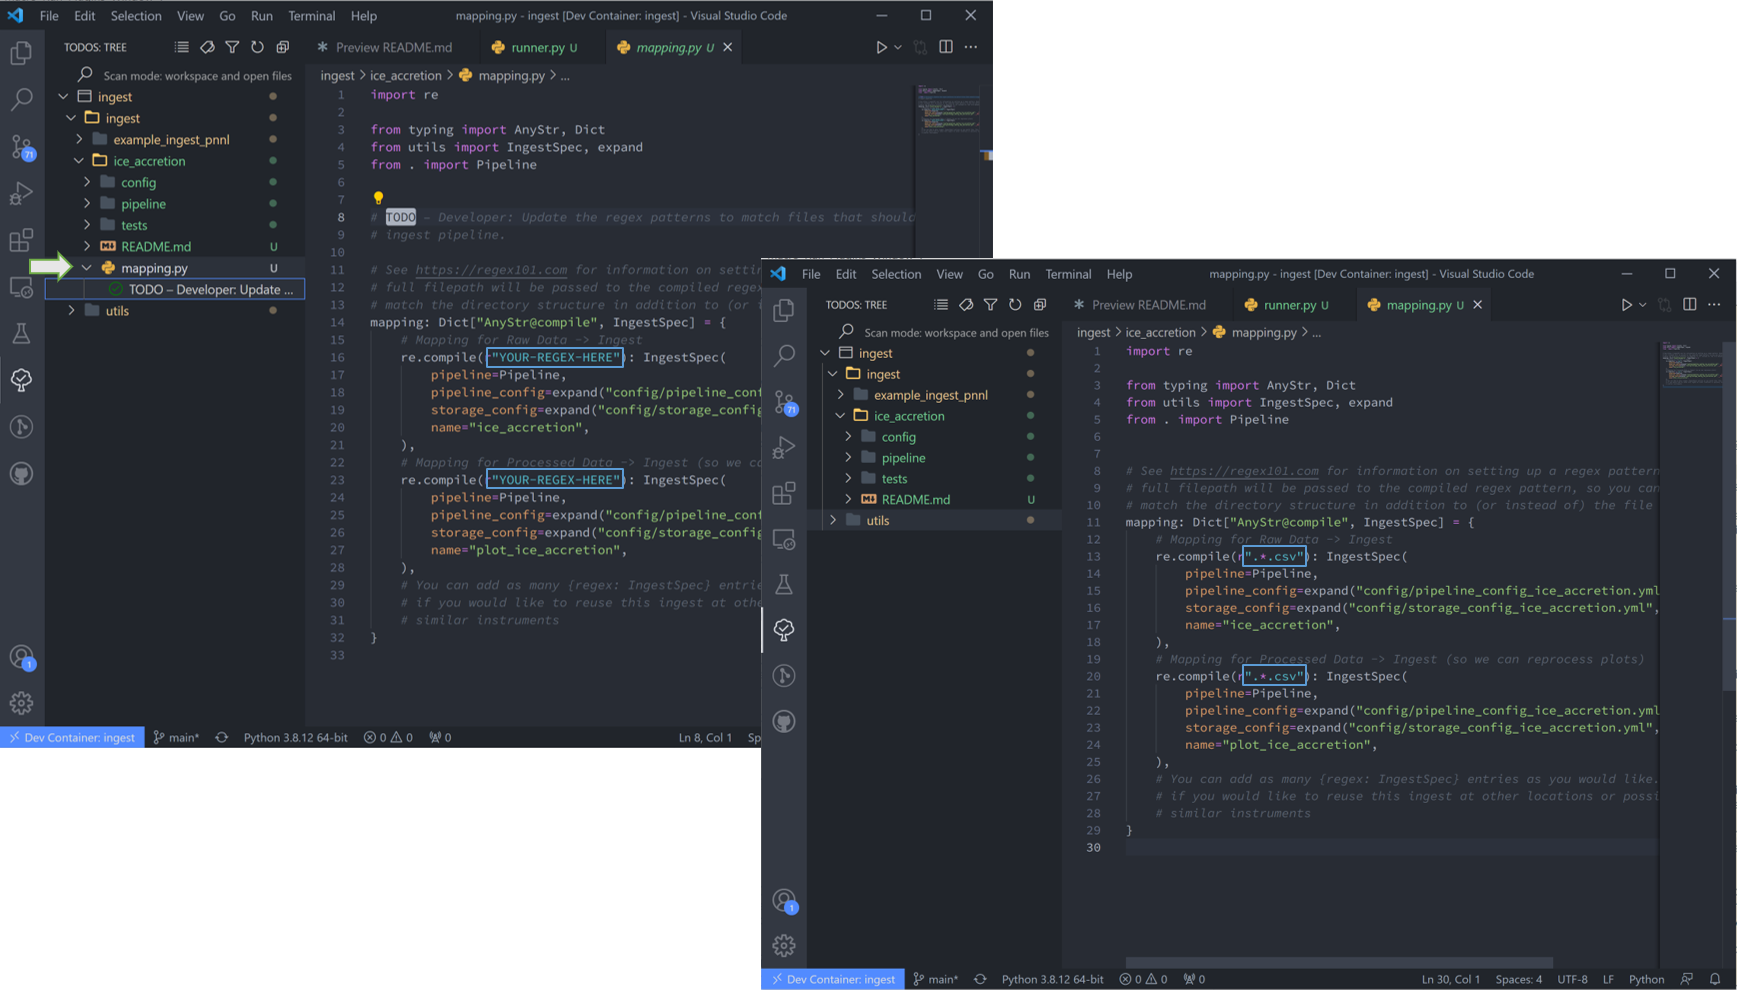 File Edit Selection View Go Run Terminal Help mapping.py - ingest [Dev Container: ingest] - Visual Studio Code
TODOS: TREE
Preview README.md runner.py U mapping.py U
Scan mode: workspace and open files
ingest
ingest
example_ingest_pnnl
ice_accretion
config
pipeline
tests
README.md U
mapping.py U
TODO – Developer: Update ...
utils
71
1
ingest > ice_accretion > mapping.py > ...
1 import re
2
3 from typing import AnyStr, Dict
4 from utils import IngestSpec, expand
5 from . import Pipeline
6
7
8 # TODO – Developer: Update the regex patterns to match files that shoul
9 # ingest pipeline.
10
11 # See https://regex101.com for information on setti
12 # full filepath will be passed to the compiled rege
13 # match the directory structure in addition to (or i
14 mapping: Dict["AnyStr@compile", IngestSpec] = {
15 # Mapping for Raw Data -> Ingest
16 re.compile(r"YOUR-REGEX-HERE"): IngestSpec(
17 pipeline=Pipeline,
18 pipeline_config=expand("config/pipeline_conf
19 storage_config=expand("config/storage_config
20 name="ice_accretion",
21 ),
22 # Mapping for Processed Data -> Ingest (so we ca
23 re.compile(r"YOUR-REGEX-HERE"): IngestSpec(
24 pipeline=Pipeline,
25 pipeline_config=expand("config/pipeline_conf
26 storage_config=expand("config/storage_config
27 name="plot_ice_accretion",
28 ),
29 # You can add as many {regex: IngestSpec} entrie
30 # if you would like to reuse this ingest at othe
31 # similar instruments
32 }
33
Dev Container: ingest main* Python 3.8.12 64-bit 0 0 0 Ln 8, Col 1 Sp
File Edit Selection View Go Run Terminal Help mapping.py - ingest [Dev Container: ingest] - Visual Studio Code
TODOS: TREE
Preview README.md runner.py U mapping.py U
Scan mode: workspace and open files
ingest
ingest
example_ingest_pnnl
ice_accretion
config
pipeline
tests
README.md U
utils
71
1
ingest > ice_accretion > mapping.py > ...
1 import re
2
3 from typing import AnyStr, Dict
4 from utils import IngestSpec, expand
5 from . import Pipeline
6
7
8 # See https://regex101.com for information on setting up a regex pattern
9 # full filepath will be passed to the compiled regex pattern, so you can
10 # match the directory structure in addition to (or instead of) the file
11 mapping: Dict["AnyStr@compile", IngestSpec] = {
12 # Mapping for Raw Data -> Ingest
13 re.compile(r".*.csv"): IngestSpec(
14 pipeline=Pipeline,
15 pipeline_config=expand("config/pipeline_config_ice_accretion.yml
16 storage_config=expand("config/storage_config_ice_accretion.yml",
17 name="ice_accretion",
18 ),
19 # Mapping for Processed Data -> Ingest (so we can reprocess plots)
20 re.compile(r".*.csv"): IngestSpec(
21 pipeline=Pipeline,
22 pipeline_config=expand("config/pipeline_config_ice_accretion.yml
23 storage_config=expand("config/storage_config_ice_accretion.yml",
24 name="plot_ice_accretion",
25 ),
26 # You can add as many {regex: IngestSpec} entries as you would like.
27 # if you would like to reuse this ingest at other locations or possi
28 # similar instruments
29 }
30
Dev Container: ingest main* Python 3.8.12 64-bit 0 0 0 Ln 30, Col 1 Spaces: 4 UTF-8 LF Python